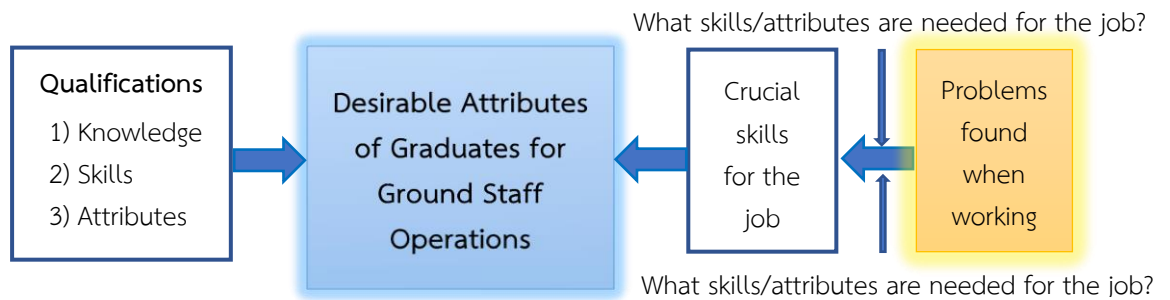 What skills/attributes are needed for the job?
Qualifications
1) Knowledge
2) Skills
3) Attributes
Desirable Attributes
of Graduates for
Ground Staff
Operations
Crucial
skills
for the
job
Problems
found
when
working
What skills/attributes are needed for the job?